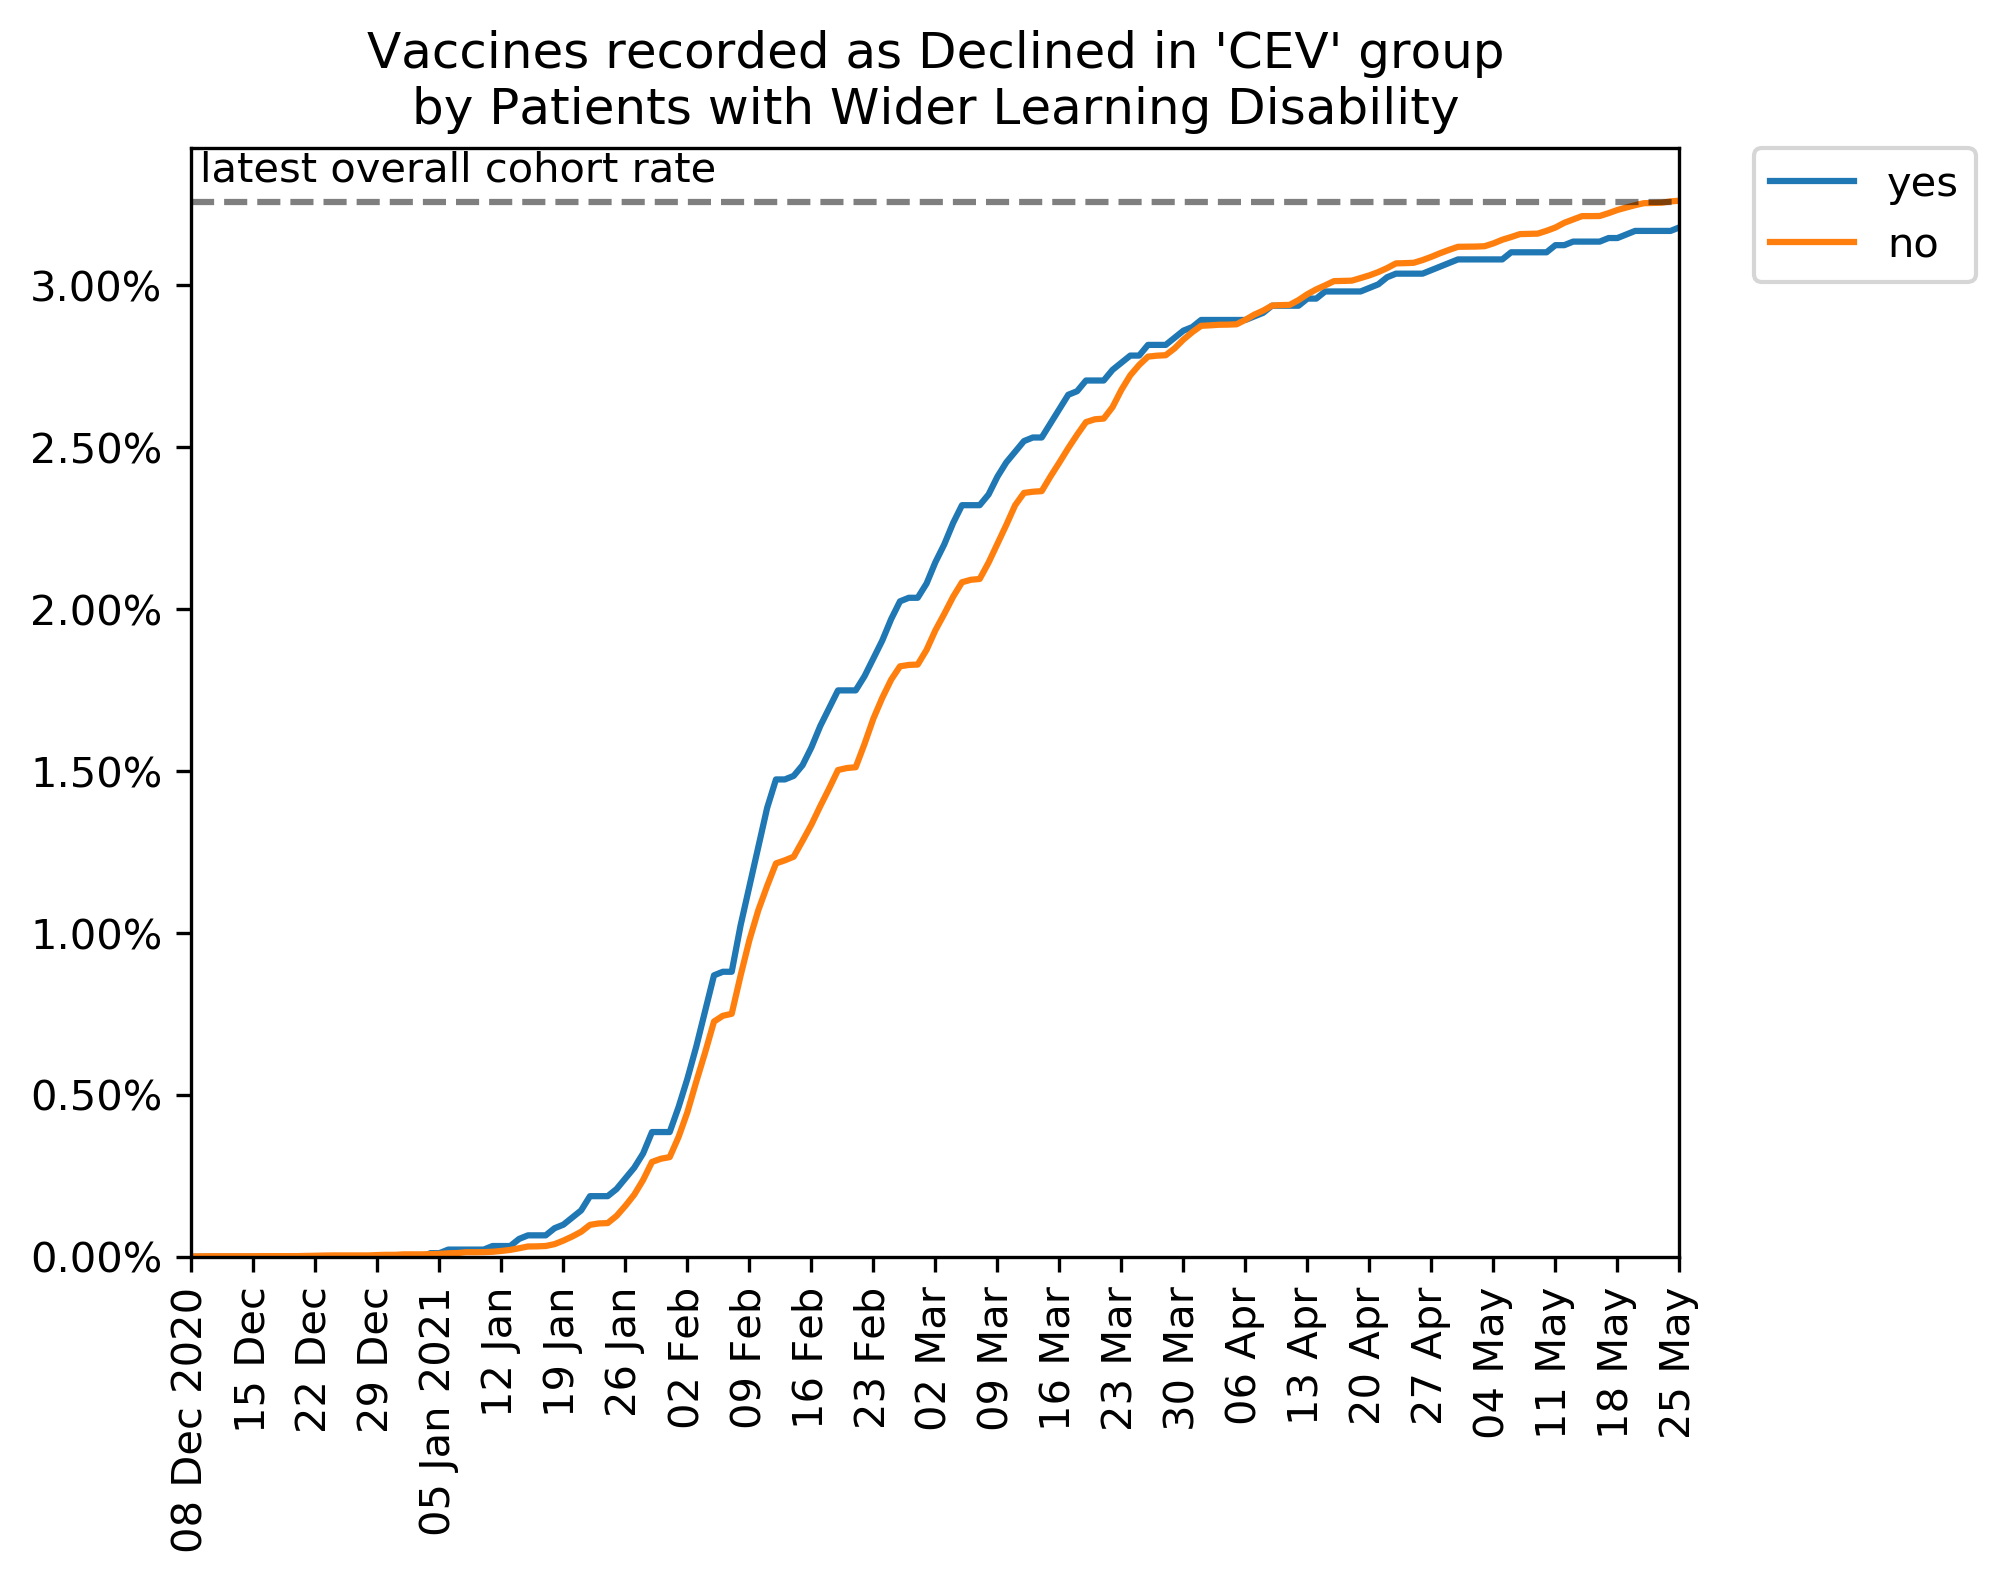 Vaccines recorded as Declined in 'CEV' group
by Patients with Wider Learning Disability
latest overall cohort rate
yes
no
3.00%
2.50%
2.00%
1.50%
1.00%
0.50%
0.00%
08 Dec 2020
15 Dec
22 Dec
29 Dec
05 Jan 2021
12 Jan
19 Jan
26 Jan
02 Feb
09 Feb
16 Feb
23 Feb
02 Mar
09 Mar
16 Mar
23 Mar
30 Mar
06 Apr
13 Apr
20 Apr
27 Apr
04 May
11 May
18 May
25 May